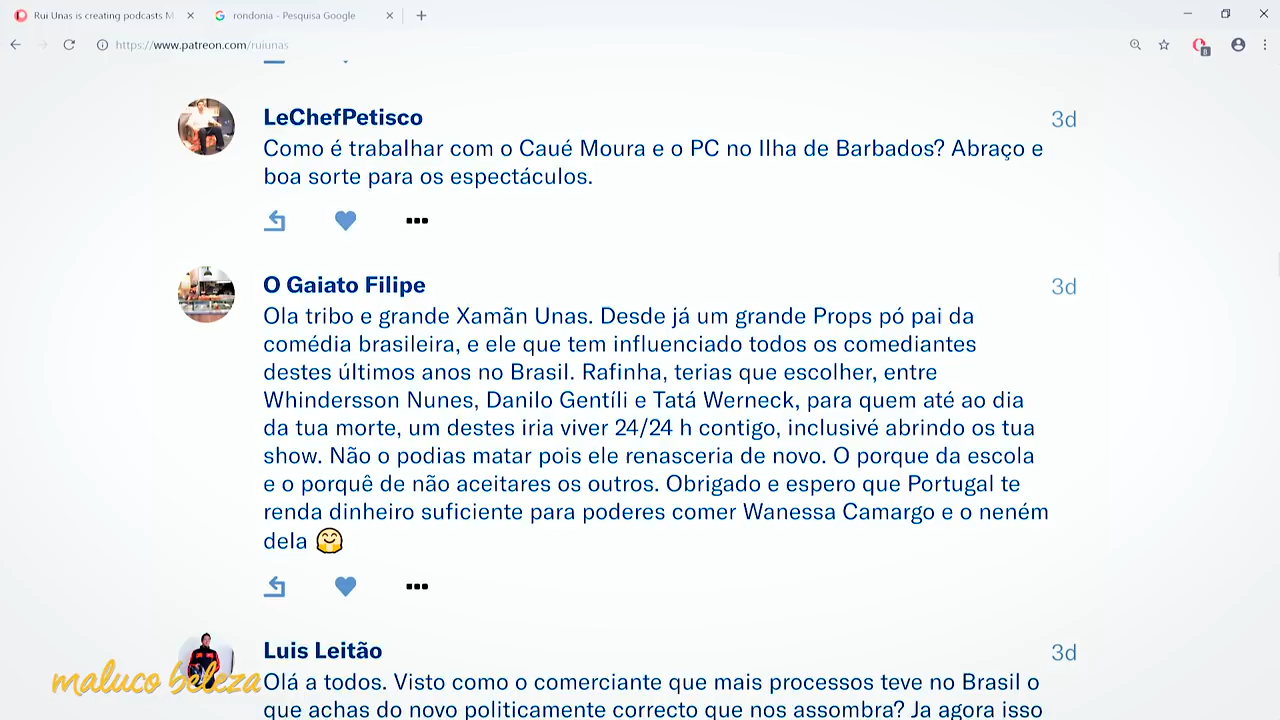 Rui Unas is creating podcasts M
rondonia - Pesquisa Google
https://www.patreon.com/ruiunas
8
LeChefPetisco
3d
Como é trabalhar com o Caué Moura e o PC no Ilha de Barbados? Abraço e
boa sorte para os espectáculos.
O Gaiato Filipe
3d
Ola tribo e grande Xamãn Unas. Desde já um grande Props pó pai da
comédia brasileira, e ele que tem influenciado todos os comediantes
destes últimos anos no Brasil. Rafinha, terias que escolher, entre
Whindersson Nunes, Danilo Gentíli e Tatá Werneck, para quem até ao dia
da tua morte, um destes iria viver 24/24 h contigo, inclusivé abrindo os tua
show. Não o podias matar pois ele renasceria de novo. O porque da escola
e o porquê de não aceitares os outros. Obrigado e espero que Portugal te
renda dinheiro suficiente para poderes comer Wanessa Camargo e o neném
dela 🤗
Luis Leitão
3d
Olá a todos. Visto como o comerciante que mais processos teve no Brasil o
que achas do novo politicamente correcto que nos assombra? Ja agora isso
maluco beleza